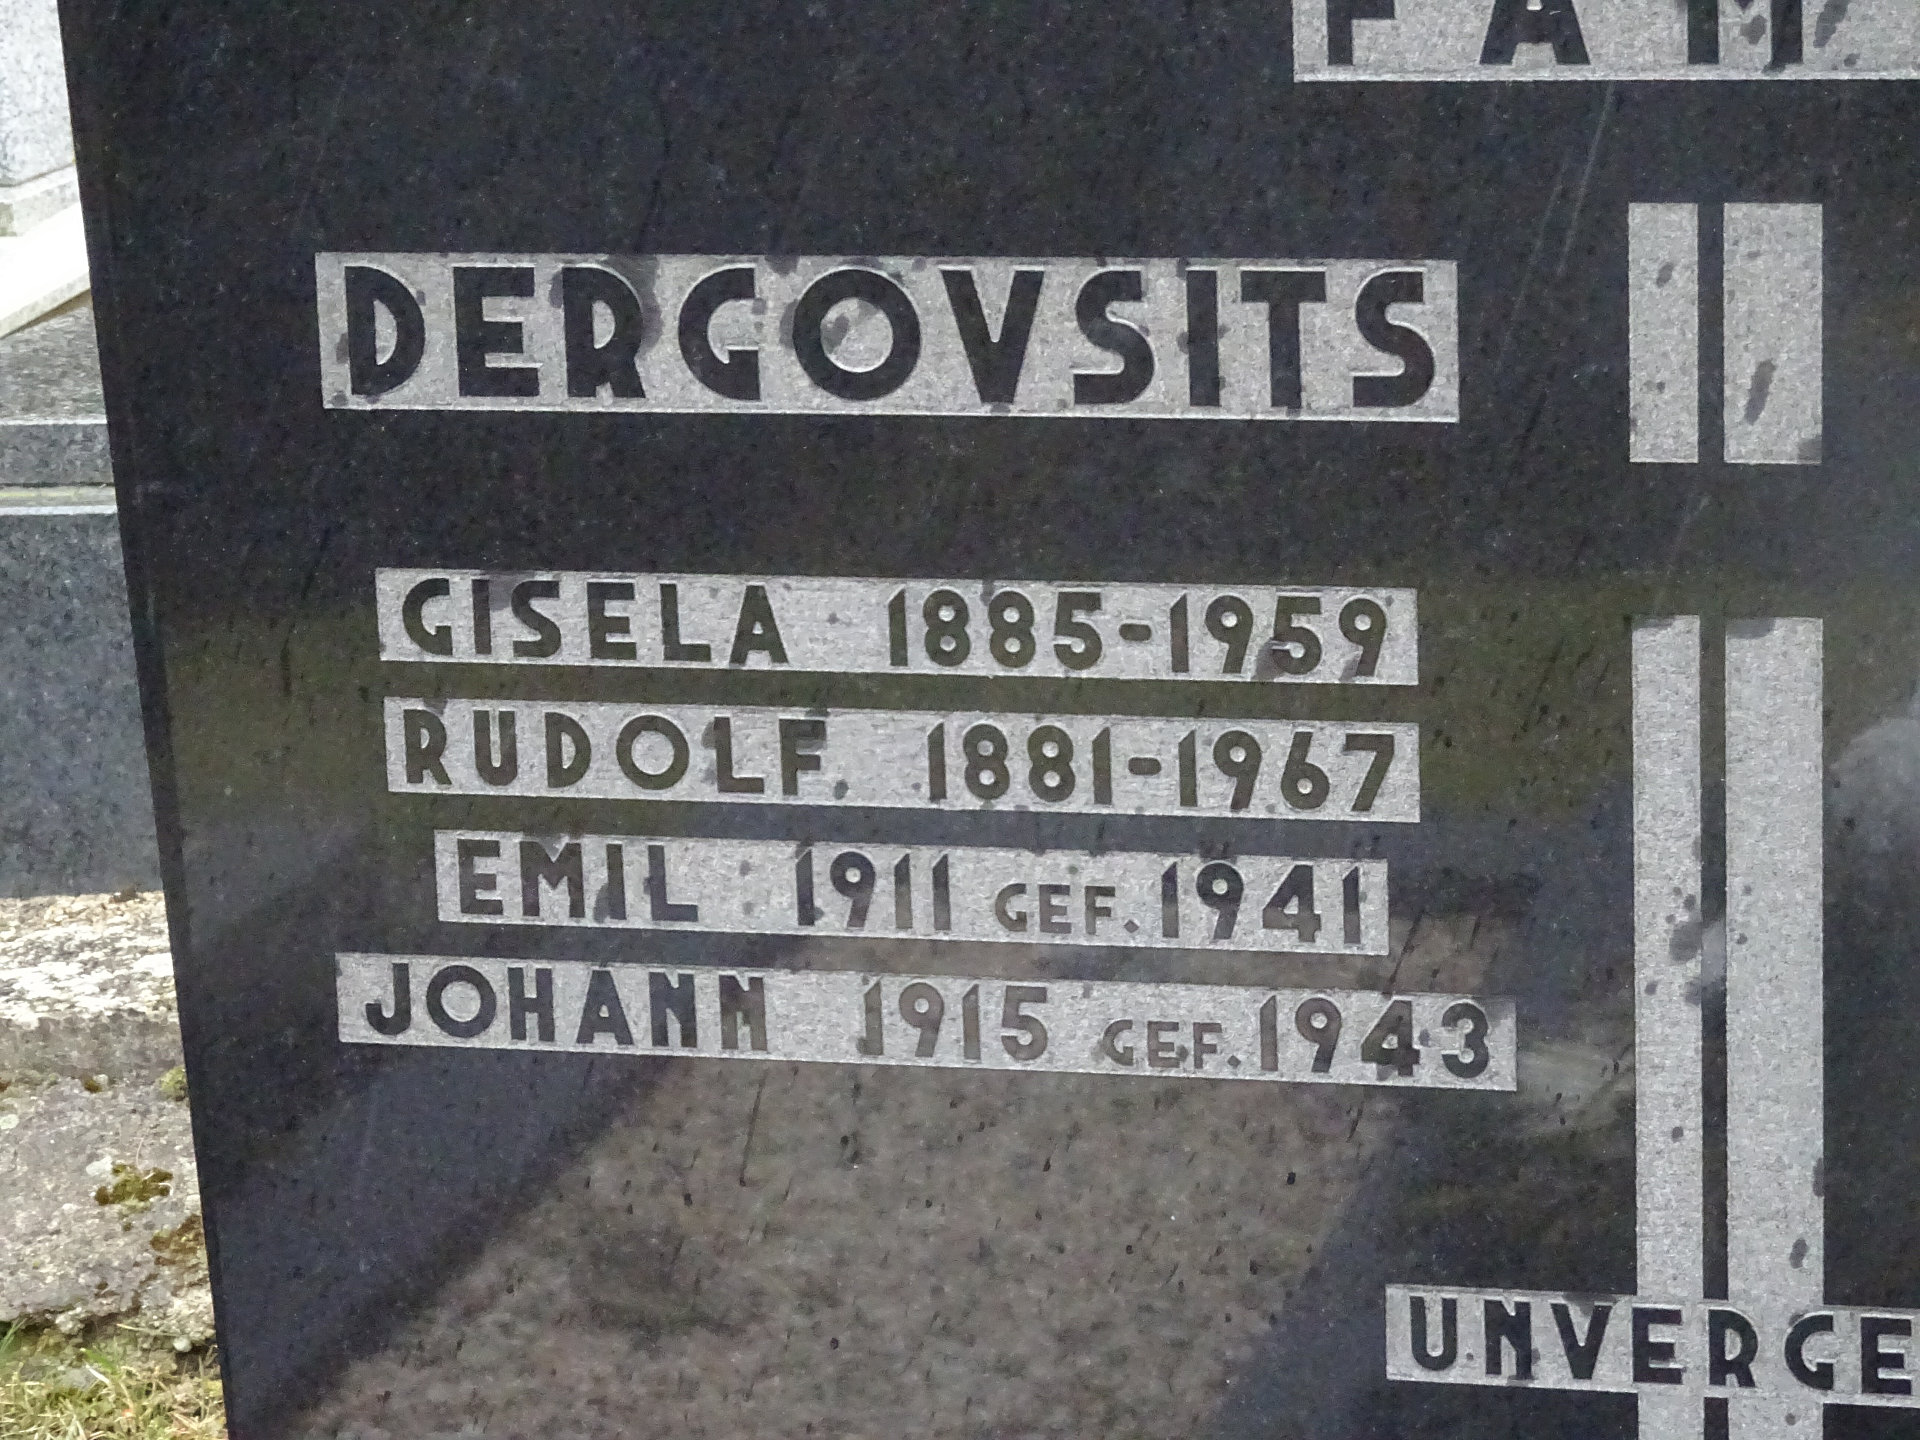 DERGOVSITS
GISELA 1885-1959
RUDOLF 1881-1967
EMIL 1911 GEF. 1941
JOHANN 1915 GEF. 1943
UNVERGE